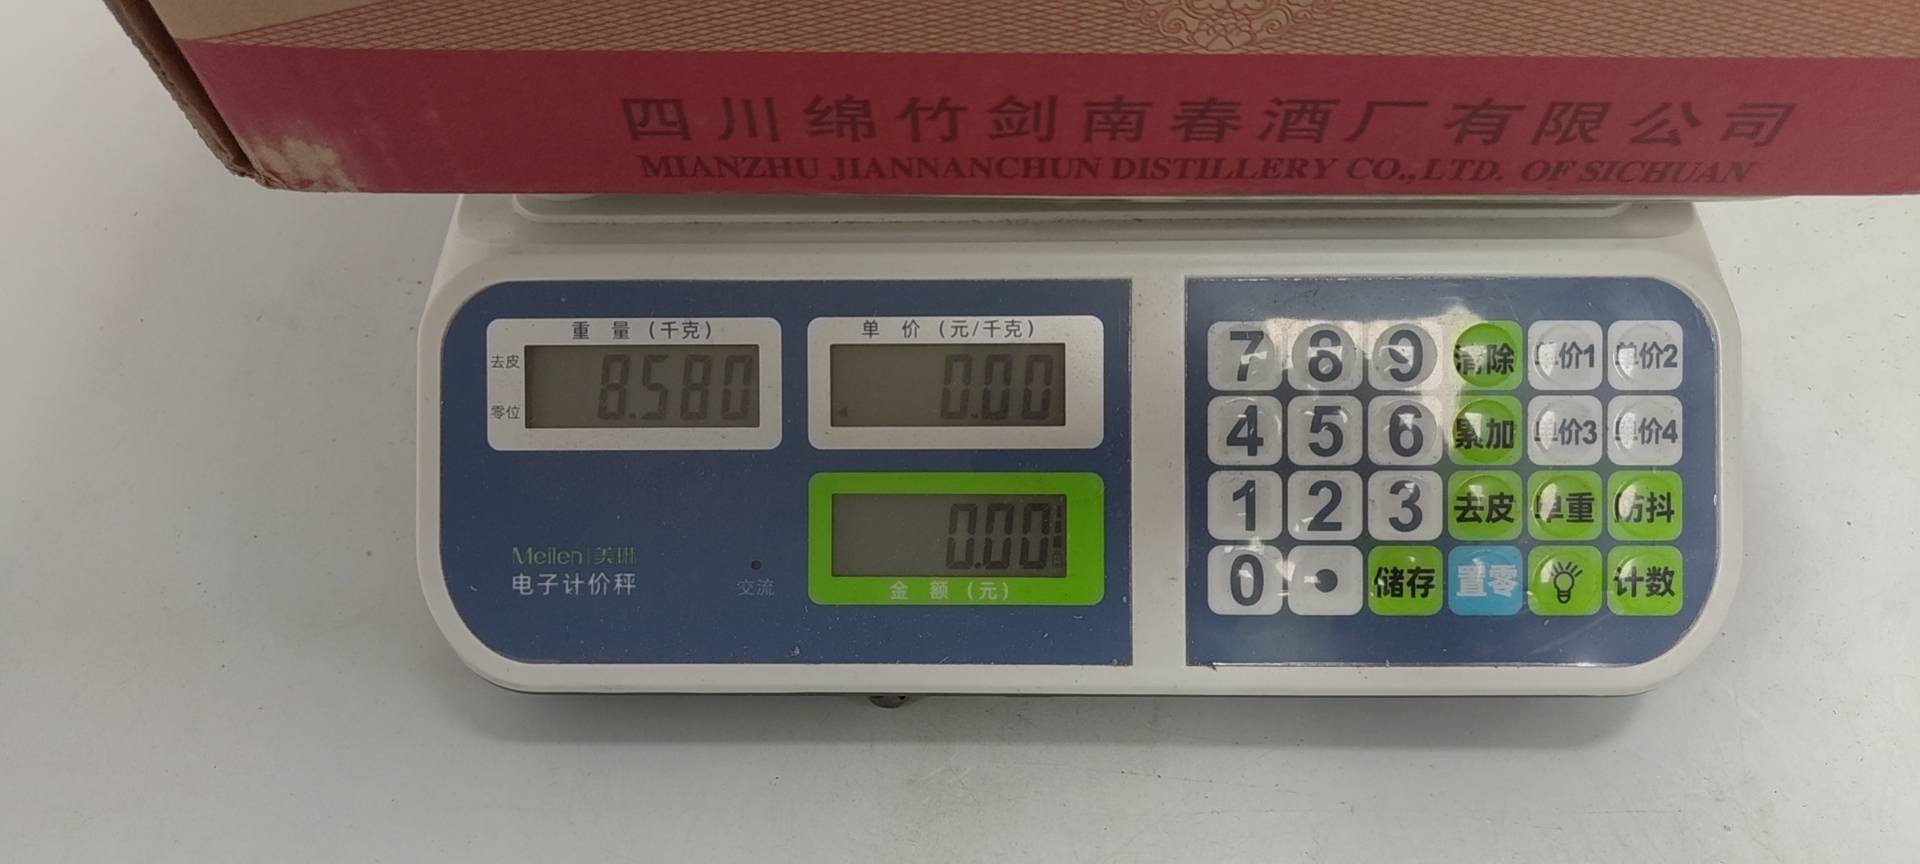 四川绵竹剑南春酒厂有限公司
MIANZHU JIANNANCHUN DISTILLERY CO.,LTD. OF SICHUAN
重量(千克)
去皮
零位
8.580
单价(元/千克)
0.00
0.00
金额(元)
Meilen 美琳
电子计价秤
交流
7 8 9 清除 单价1 单价2
4 5 6 累加 单价3 单价4
1 2 3 去皮 单重 防抖
0 . 储存 置零 计数